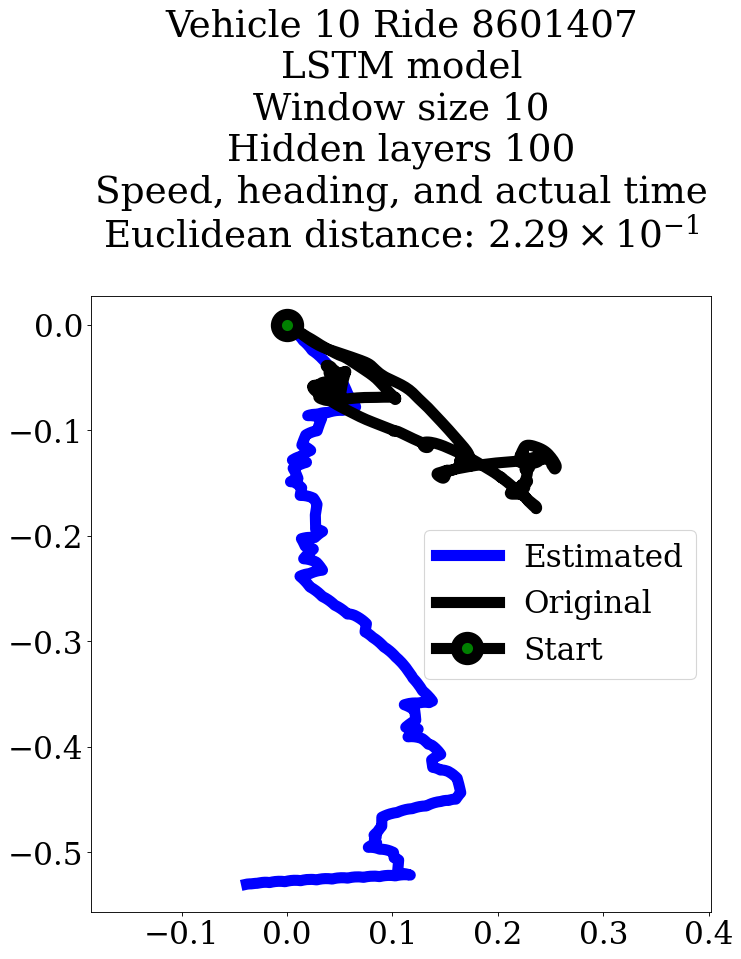 Vehicle 10 Ride 8601407
LSTM model
Window size 10
Hidden layers 100
Speed, heading, and actual time
Euclidean distance: 2.29 × 10⁻¹
0.0
−0.1
−0.2
−0.3
−0.4
−0.5
Estimated
Original
Start
−0.1 0.0 0.1 0.2 0.3 0.4